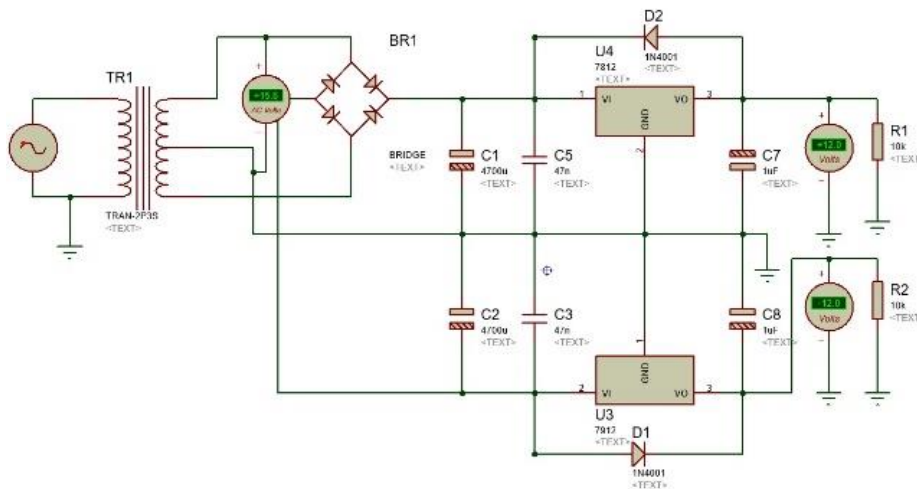 D2
1N4001
<TEXT>
BR1
U4
7812
<TEXT>
TR1
1
VI
VO
3
GND
2
+
AC Volts
BRIDGE
<TEXT>
C1
4700u
<TEXT>
C5
47n
<TEXT>
C7
1uF
<TEXT>
+
+12.0
Volts
R1
10k
<TEXT>
TRAN-2P3S
<TEXT>
C2
4700u
<TEXT>
C3
47n
<TEXT>
C8
1uF
<TEXT>
+
-12.0
Volts
R2
10k
<TEXT>
1
GND
2
VI
VO
3
U3
7912
<TEXT>
D1
1N4001
<TEXT>